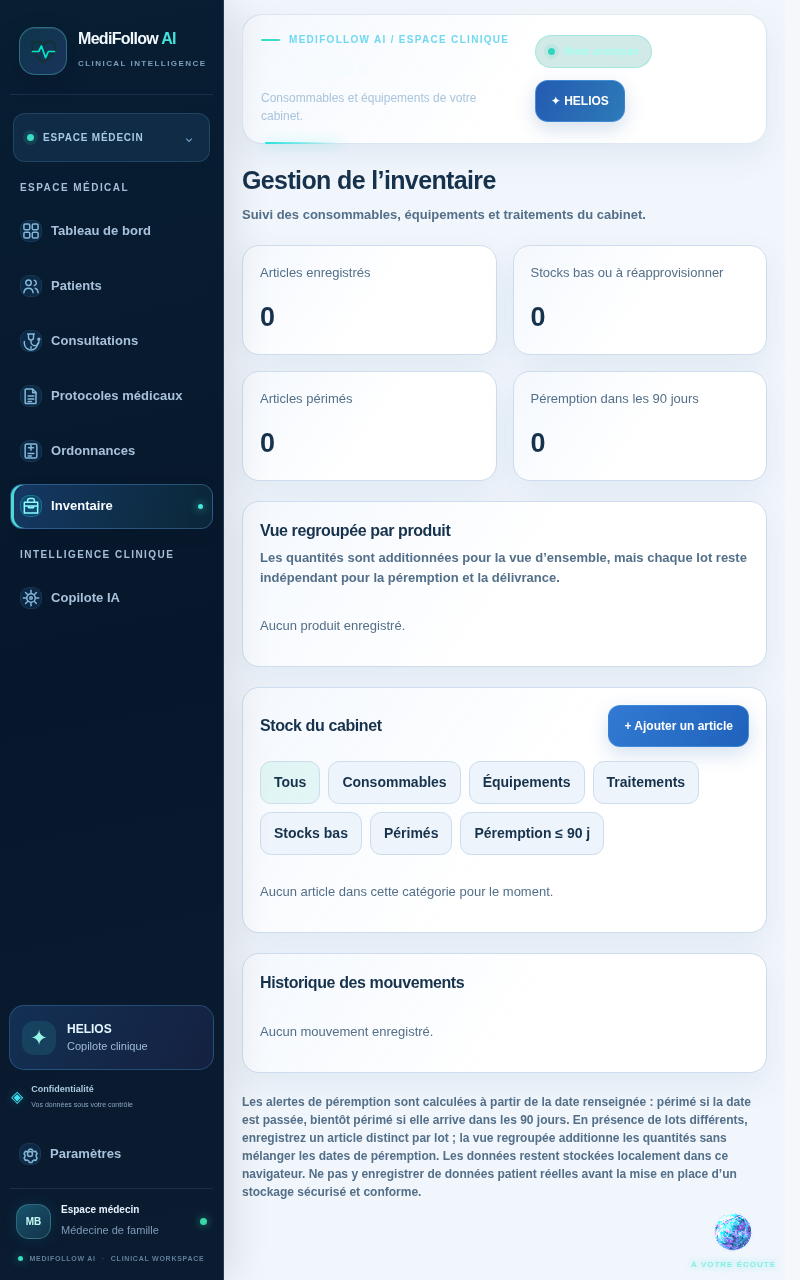 MediFollow AI
CLINICAL INTELLIGENCE
ESPACE MÉDECIN
ESPACE MÉDICAL
Tableau de bord
Patients
Consultations
Protocoles médicaux
Ordonnances
Inventaire
INTELLIGENCE CLINIQUE
Copilote IA
HELIOS
Copilote clinique
Confidentialité
Vos données sous votre contrôle
Paramètres
MB
Espace médecin
Médecine de famille
MEDIFOLLOW AI · CLINICAL WORKSPACE
MEDIFOLLOW AI / ESPACE CLINIQUE
Consommables et équipements de votre
cabinet.
✦ HELIOS
Gestion de l’inventaire
Suivi des consommables, équipements et traitements du cabinet.
Articles enregistrés
0
Stocks bas ou à réapprovisionner
0
Articles périmés
0
Péremption dans les 90 jours
0
Vue regroupée par produit
Les quantités sont additionnées pour la vue d’ensemble, mais chaque lot reste
indépendant pour la péremption et la délivrance.
Aucun produit enregistré.
Stock du cabinet
+ Ajouter un article
Tous
Consommables
Équipements
Traitements
Stocks bas
Périmés
Péremption ≤ 90 j
Aucun article dans cette catégorie pour le moment.
Historique des mouvements
Aucun mouvement enregistré.
Les alertes de péremption sont calculées à partir de la date renseignée : périmé si la date
est passée, bientôt périmé si elle arrive dans les 90 jours. En présence de lots différents,
enregistrez un article distinct par lot ; la vue regroupée additionne les quantités sans
mélanger les dates de péremption. Les données restent stockées localement dans ce
navigateur. Ne pas y enregistrer de données patient réelles avant la mise en place d’un
stockage sécurisé et conforme.
À VOTRE ÉCOUTE